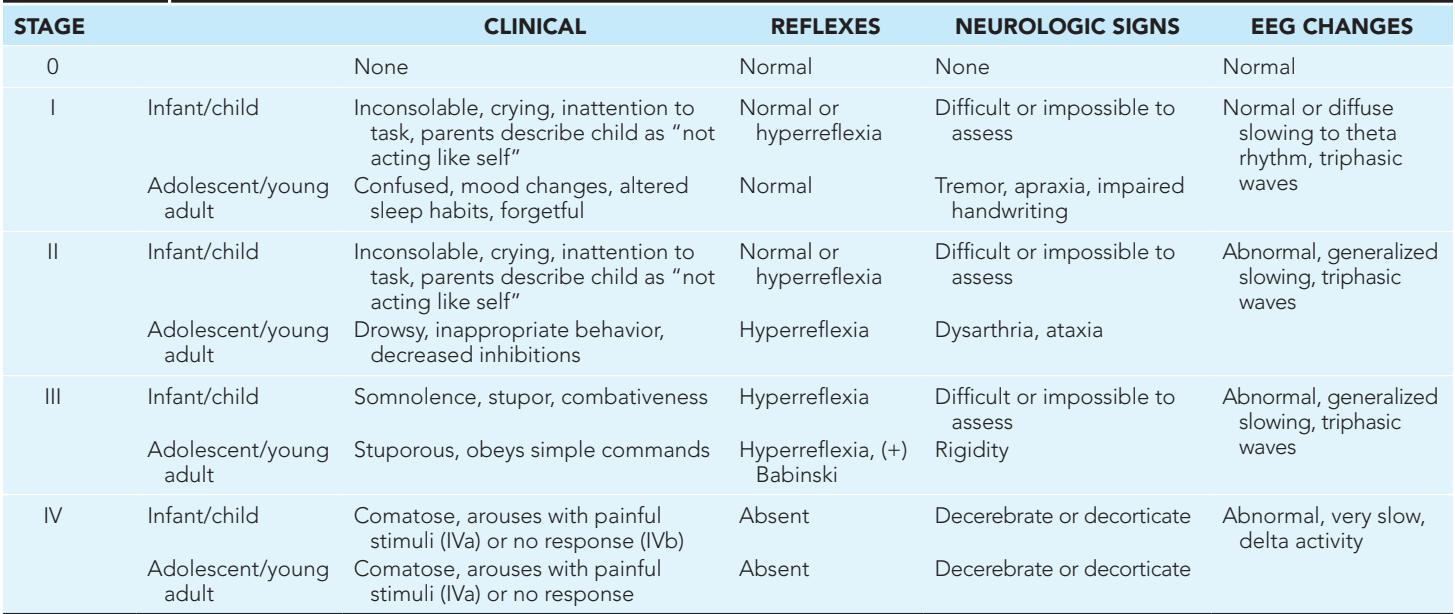 STAGE CLINICAL REFLEXES NEUROLOGIC SIGNS EEG CHANGES
0 None Normal None Normal
I Infant/child Inconsolable, crying, inattention to Normal or Difficult or impossible to Normal or diffuse
task, parents describe child as “not hyperreflexia assess slowing to theta
acting like self” rhythm, triphasic
Adolescent/young Confused, mood changes, altered Normal Tremor, apraxia, impaired waves
adult sleep habits, forgetful handwriting
II Infant/child Inconsolable, crying, inattention to Normal or Difficult or impossible to Abnormal, generalized
task, parents describe child as “not hyperreflexia assess slowing, triphasic
acting like self” waves
Adolescent/young Drowsy, inappropriate behavior, Hyperreflexia Dysarthria, ataxia
adult decreased inhibitions
III Infant/child Somnolence, stupor, combativeness Hyperreflexia Difficult or impossible to Abnormal, generalized
assess slowing, triphasic
Adolescent/young Stuporous, obeys simple commands Hyperreflexia, (+) Rigidity waves
adult Babinski
IV Infant/child Comatose, arouses with painful Absent Decerebrate or decorticate Abnormal, very slow,
stimuli (IVa) or no response (IVb) delta activity
Adolescent/young Comatose, arouses with painful Absent Decerebrate or decorticate
adult stimuli (IVa) or no response